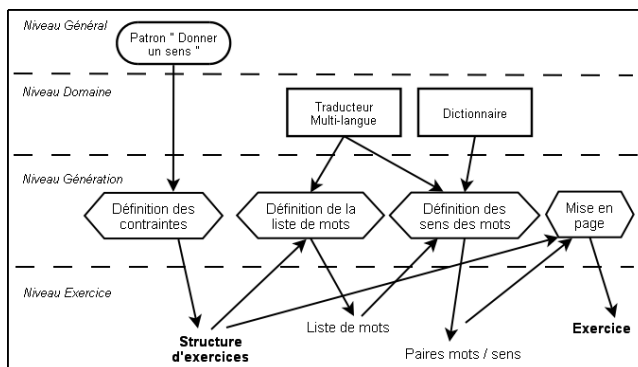 Niveau Général
Patron " Donner
un sens "
Niveau Domaine
Traducteur
Multi-langue
Dictionnaire
Niveau Génération
Définition des
contraintes
Définition de la
liste de mots
Définition des
sens des mots
Mise en
page
Niveau Exercice
Structure
d'exercices
Liste de mots
Paires mots / sens
Exercice